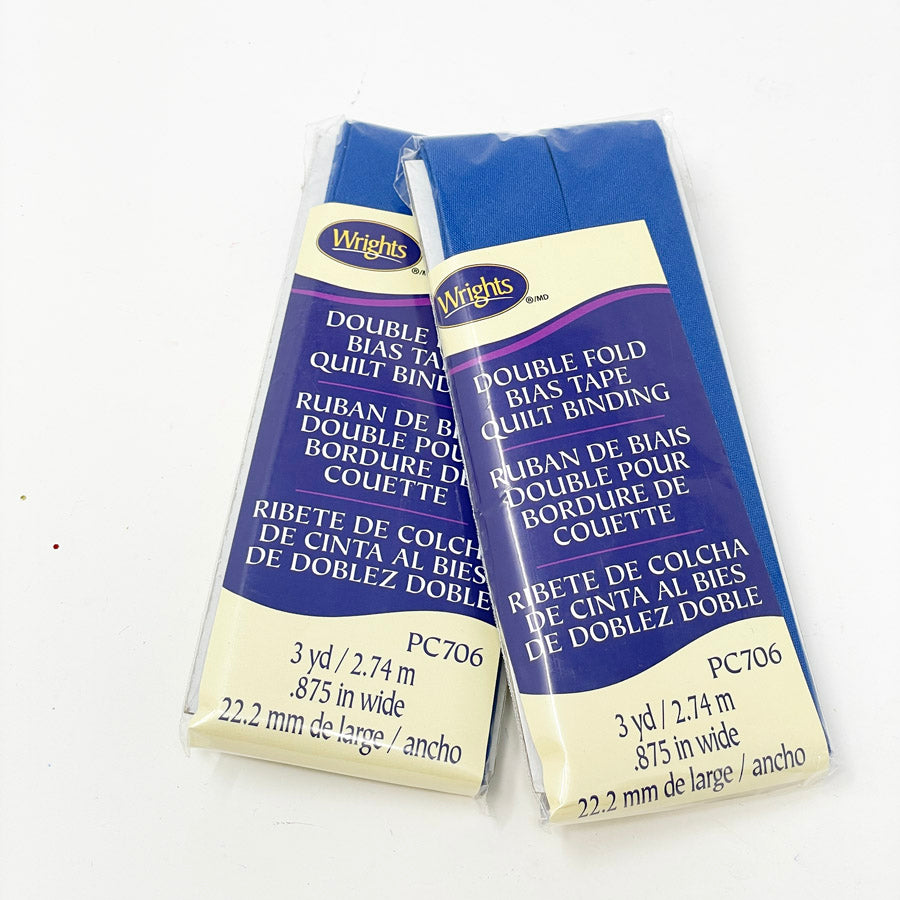 Wrights
®/
DOUBLE
BIAS TA
QUILT BIND
RUBAN DE BI
DOUBLE POU
BORDURE DE
COUETTE
RIBETE DE COLCH
DE CINTA AL BIES
DE DOBLEZ DOBLE
PC706
3 yd / 2.74 m
.875 in wide
22.2 mm de large / ancho
Wrights
®/MD
DOUBLE FOLD
BIAS TAPE
QUILT BINDING
RUBAN DE BIAIS
DOUBLE POUR
BORDURE DE
COUETTE
RIBETE DE COLCHA
DE CINTA AL BIES
DE DOBLEZ DOBLE
PC706
3 yd / 2.74 m
.875 in wide
22.2 mm de large / ancho